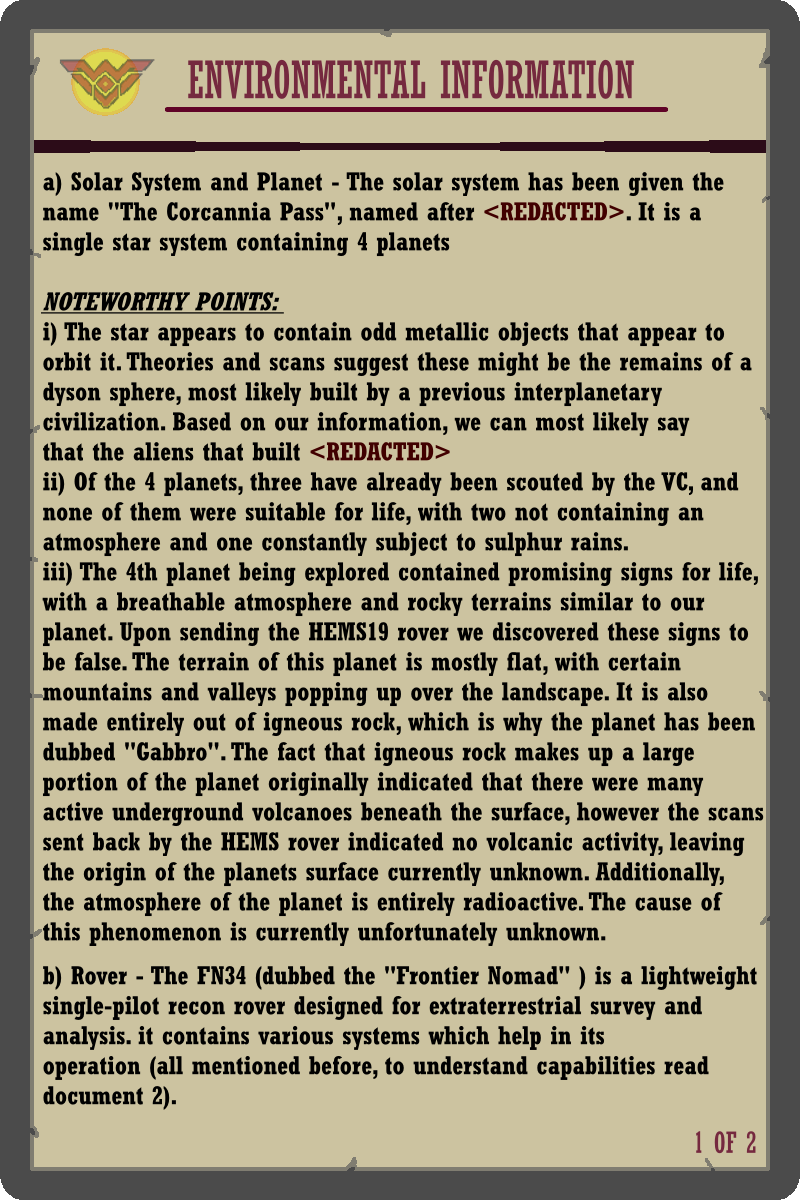 ENVIRONMENTAL INFORMATION
a) Solar System and Planet - The solar system has been given the
name "The Corcannia Pass", named after <REDACTED>. It is a
single star system containing 4 planets
NOTEWORTHY POINTS:
i) The star appears to contain odd metallic objects that appear to
orbit it. Theories and scans suggest these might be the remains of a
dyson sphere, most likely built by a previous interplanetary
civilization. Based on our information, we can most likely say
that the aliens that built <REDACTED>
ii) Of the 4 planets, three have already been scouted by the VC, and
none of them were suitable for life, with two not containing an
atmosphere and one constantly subject to sulphur rains.
iii) The 4th planet being explored contained promising signs for life,
with a breathable atmosphere and rocky terrains similar to our
planet. Upon sending the HEMS19 rover we discovered these signs to
be false. The terrain of this planet is mostly flat, with certain
mountains and valleys popping up over the landscape. It is also
made entirely out of igneous rock, which is why the planet has been
dubbed "Gabbro". The fact that igneous rock makes up a large
portion of the planet originally indicated that there were many
active underground volcanoes beneath the surface, however the scans
sent back by the HEMS rover indicated no volcanic activity, leaving
the origin of the planets surface currently unknown. Additionally,
the atmosphere of the planet is entirely radioactive. The cause of
this phenomenon is currently unfortunately unknown.
b) Rover - The FN34 (dubbed the "Frontier Nomad" ) is a lightweight
single-pilot recon rover designed for extraterrestrial survey and
analysis. it contains various systems which help in its
operation (all mentioned before, to understand capabilities read
document 2).
1 OF 2